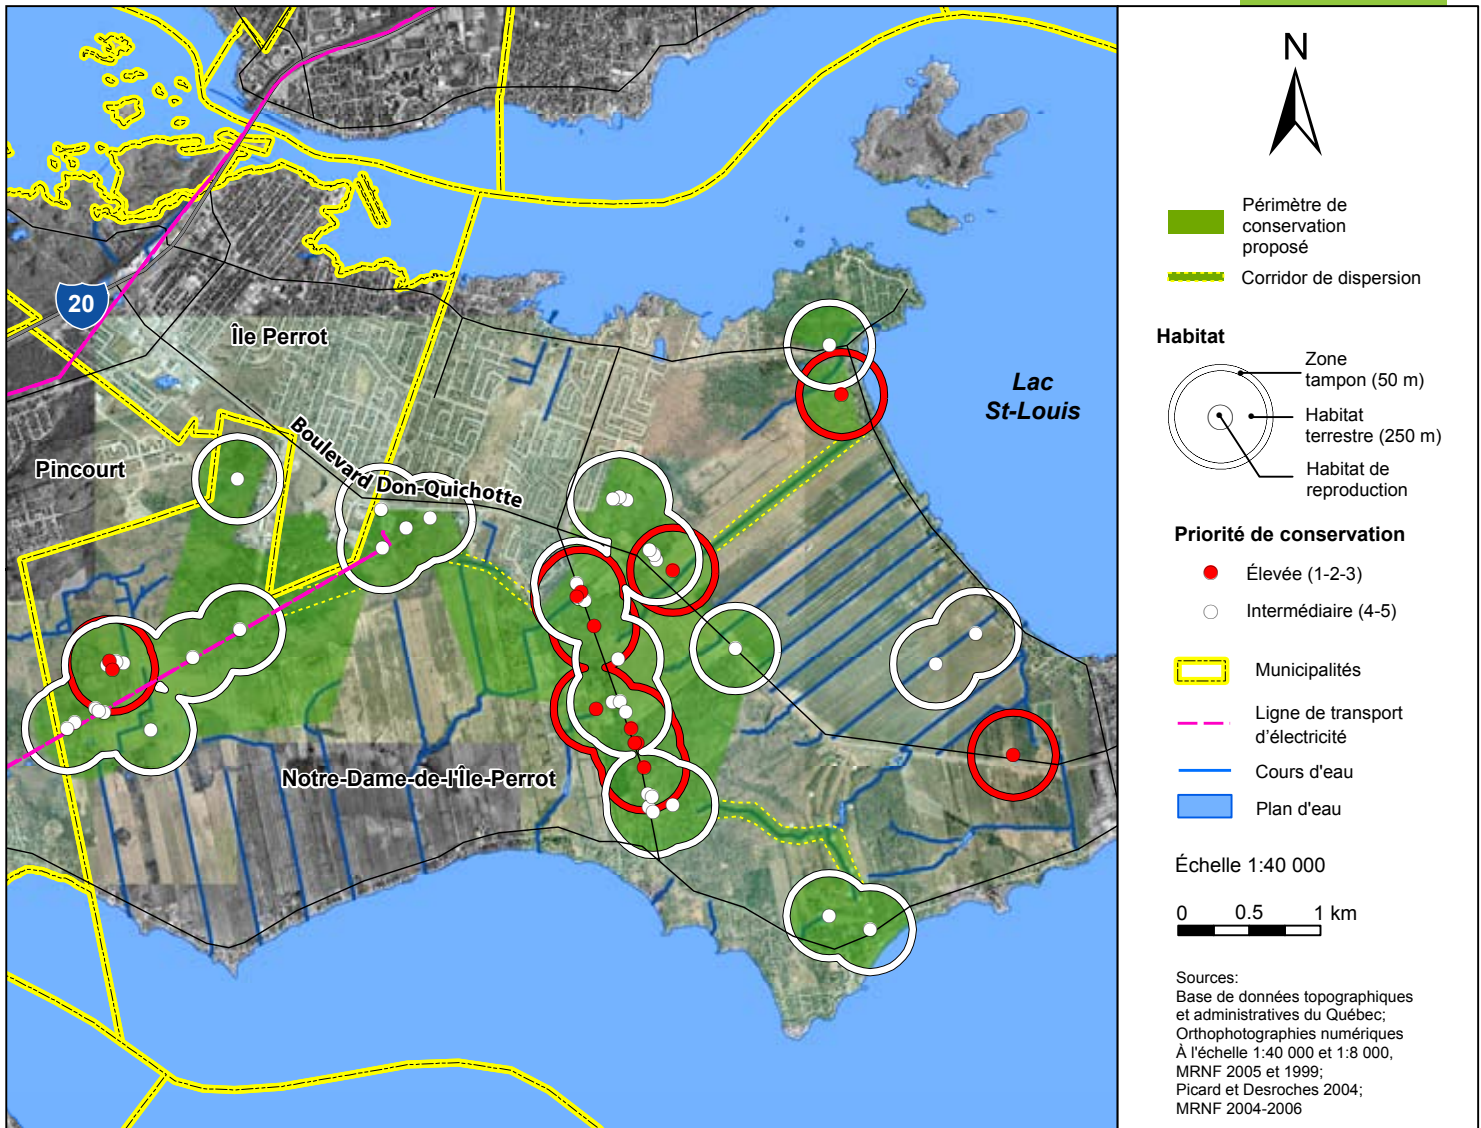 20
Île Perrot
Pincourt
Boulevard Don-Quichotte
Lac
St-Louis
Notre-Dame-de-l'Île-Perrot
N
Périmètre de
conservation
proposé
Corridor de dispersion
Habitat
Zone
tampon (50 m)
Habitat
terrestre (250 m)
Habitat de
reproduction
Priorité de conservation
Élevée (1-2-3)
Intermédiaire (4-5)
Municipalités
Ligne de transport
d'électricité
Cours d'eau
Plan d'eau
Échelle 1:40 000
0 0.5 1 km
Sources:
Base de données topographiques
et administratives du Québec;
Orthophotographies numériques
À l'échelle 1:40 000 et 1:8 000,
MRNF 2005 et 1999;
Picard et Desroches 2004;
MRNF 2004-2006